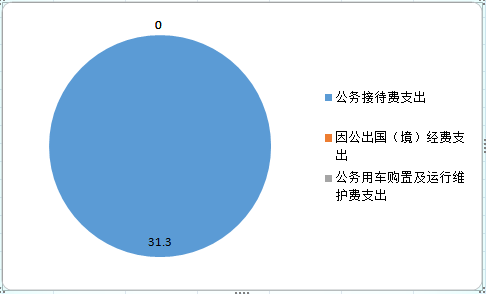 0
31.3
公务接待费支出
因公出国（境）经费支
出
公务用车购置及运行维
护费支出